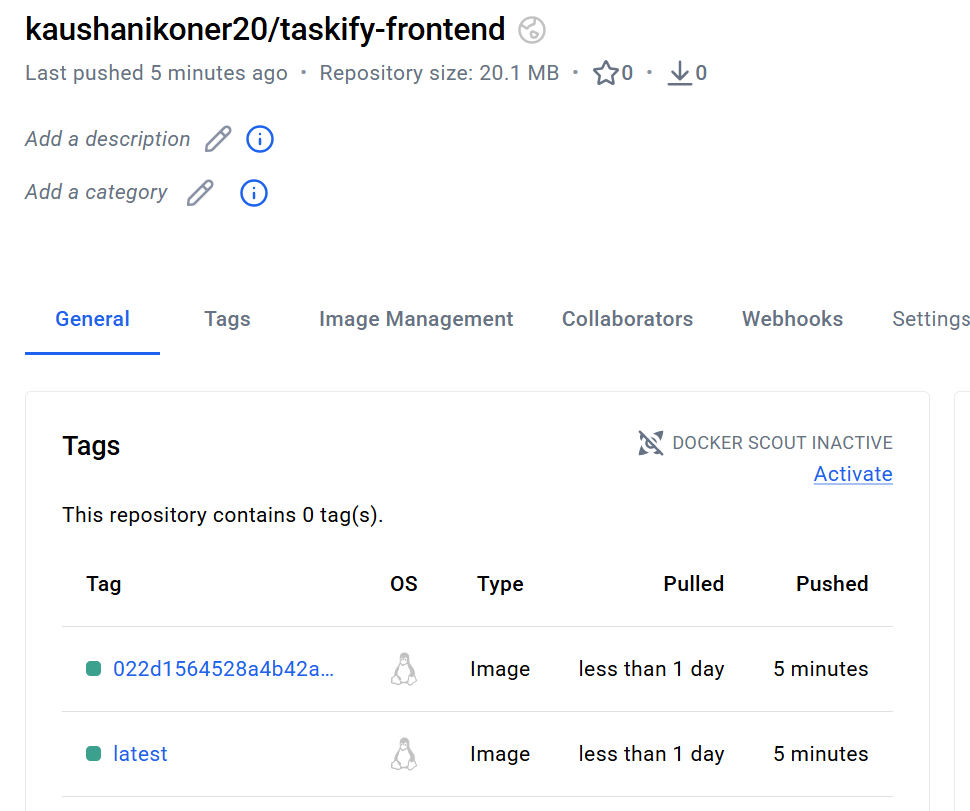 kaushanikoner20/taskify-frontend
Last pushed 5 minutes ago • Repository size: 20.1 MB • 0 • 0
Add a description
Add a category
General Tags Image Management Collaborators Webhooks Settings
Tags
DOCKER SCOUT INACTIVE
Activate
This repository contains 0 tag(s).
Tag OS Type Pulled Pushed
022d1564528a4b42a... Image less than 1 day 5 minutes
latest Image less than 1 day 5 minutes